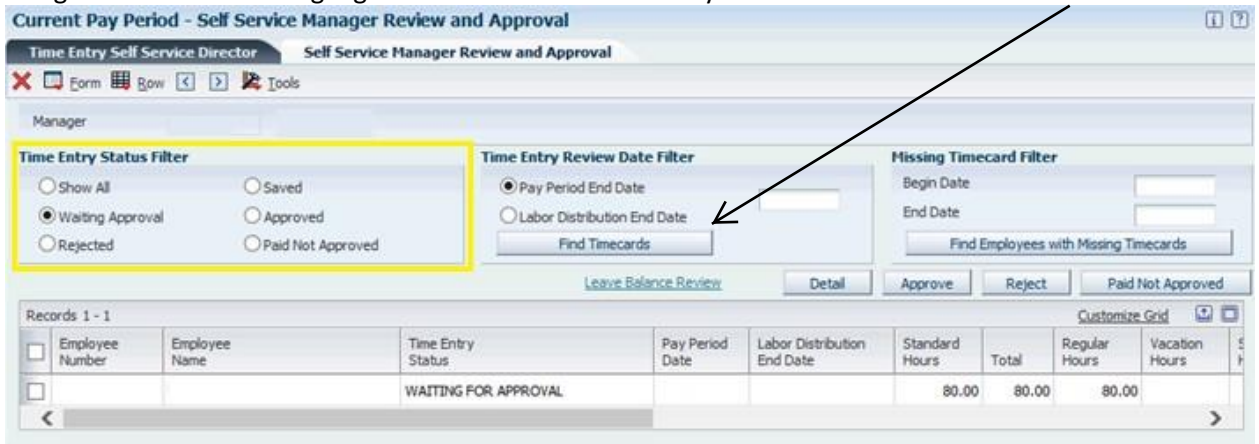 Current Pay Period - Self Service Manager Review and Approval
Time Entry Self Service Director Self Service Manager Review and Approval
Form Row Tools
Manager
Time Entry Status Filter
Show All Saved
Waiting Approval Approved
Rejected Paid Not Approved
Time Entry Review Date Filter
Pay Period End Date
Labor Distribution End Date
Find Timecards
Missing Timecard Filter
Begin Date
End Date
Find Employees with Missing Timecards
Leave Balance Review Detail Approve Reject Paid Not Approved
Records 1 - 1 Customize Grid
Employee Number Employee Name Time Entry Status Pay Period Date Labor Distribution End Date Standard Hours Total Regular Hours Vacation Hours
WAITING FOR APPROVAL 80.00 80.00 80.00